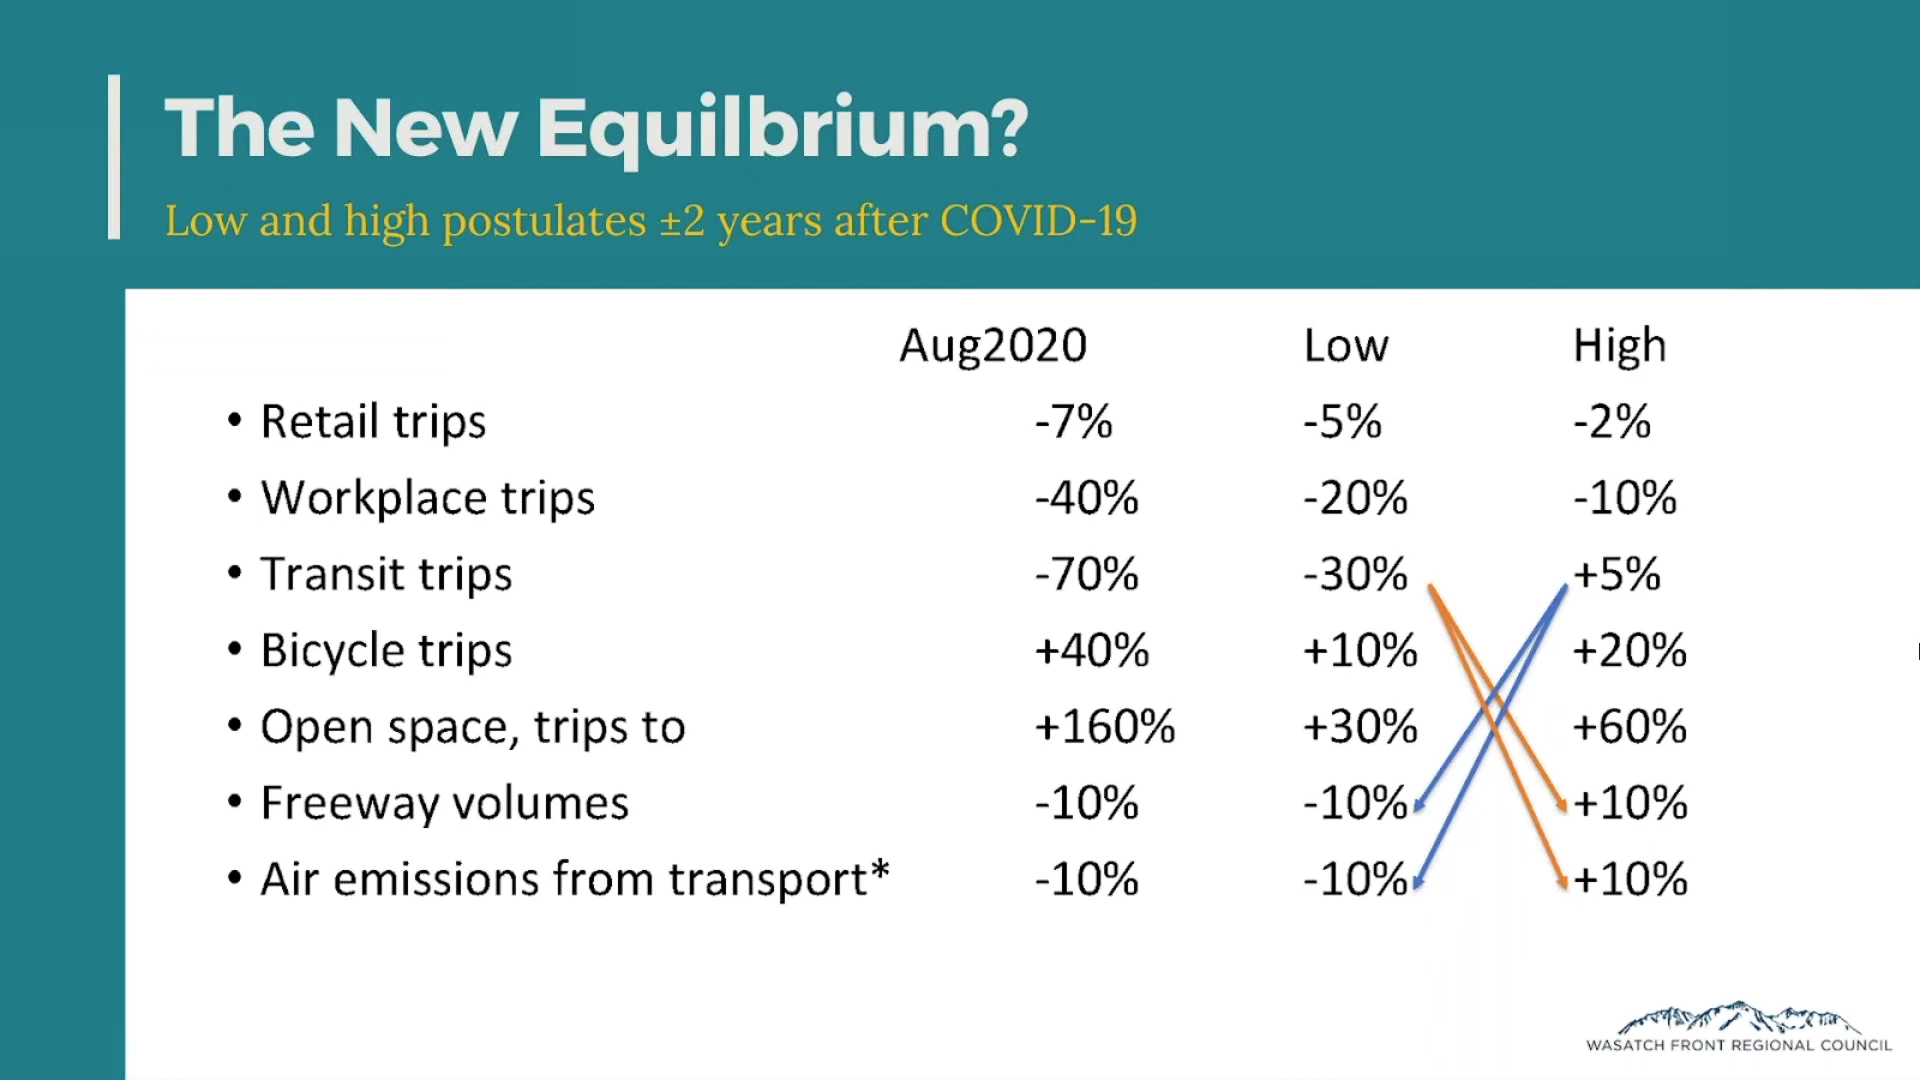 The New Equilbrium?
Low and high postulates ±2 years after COVID-19
Aug2020 Low High
• Retail trips -7% -5% -2%
• Workplace trips -40% -20% -10%
• Transit trips -70% -30% +5%
• Bicycle trips +40% +10% +20%
• Open space, trips to +160% +30% +60%
• Freeway volumes -10% -10% +10%
• Air emissions from transport* -10% -10% +10%
WASATCH FRONT REGIONAL COUNCIL